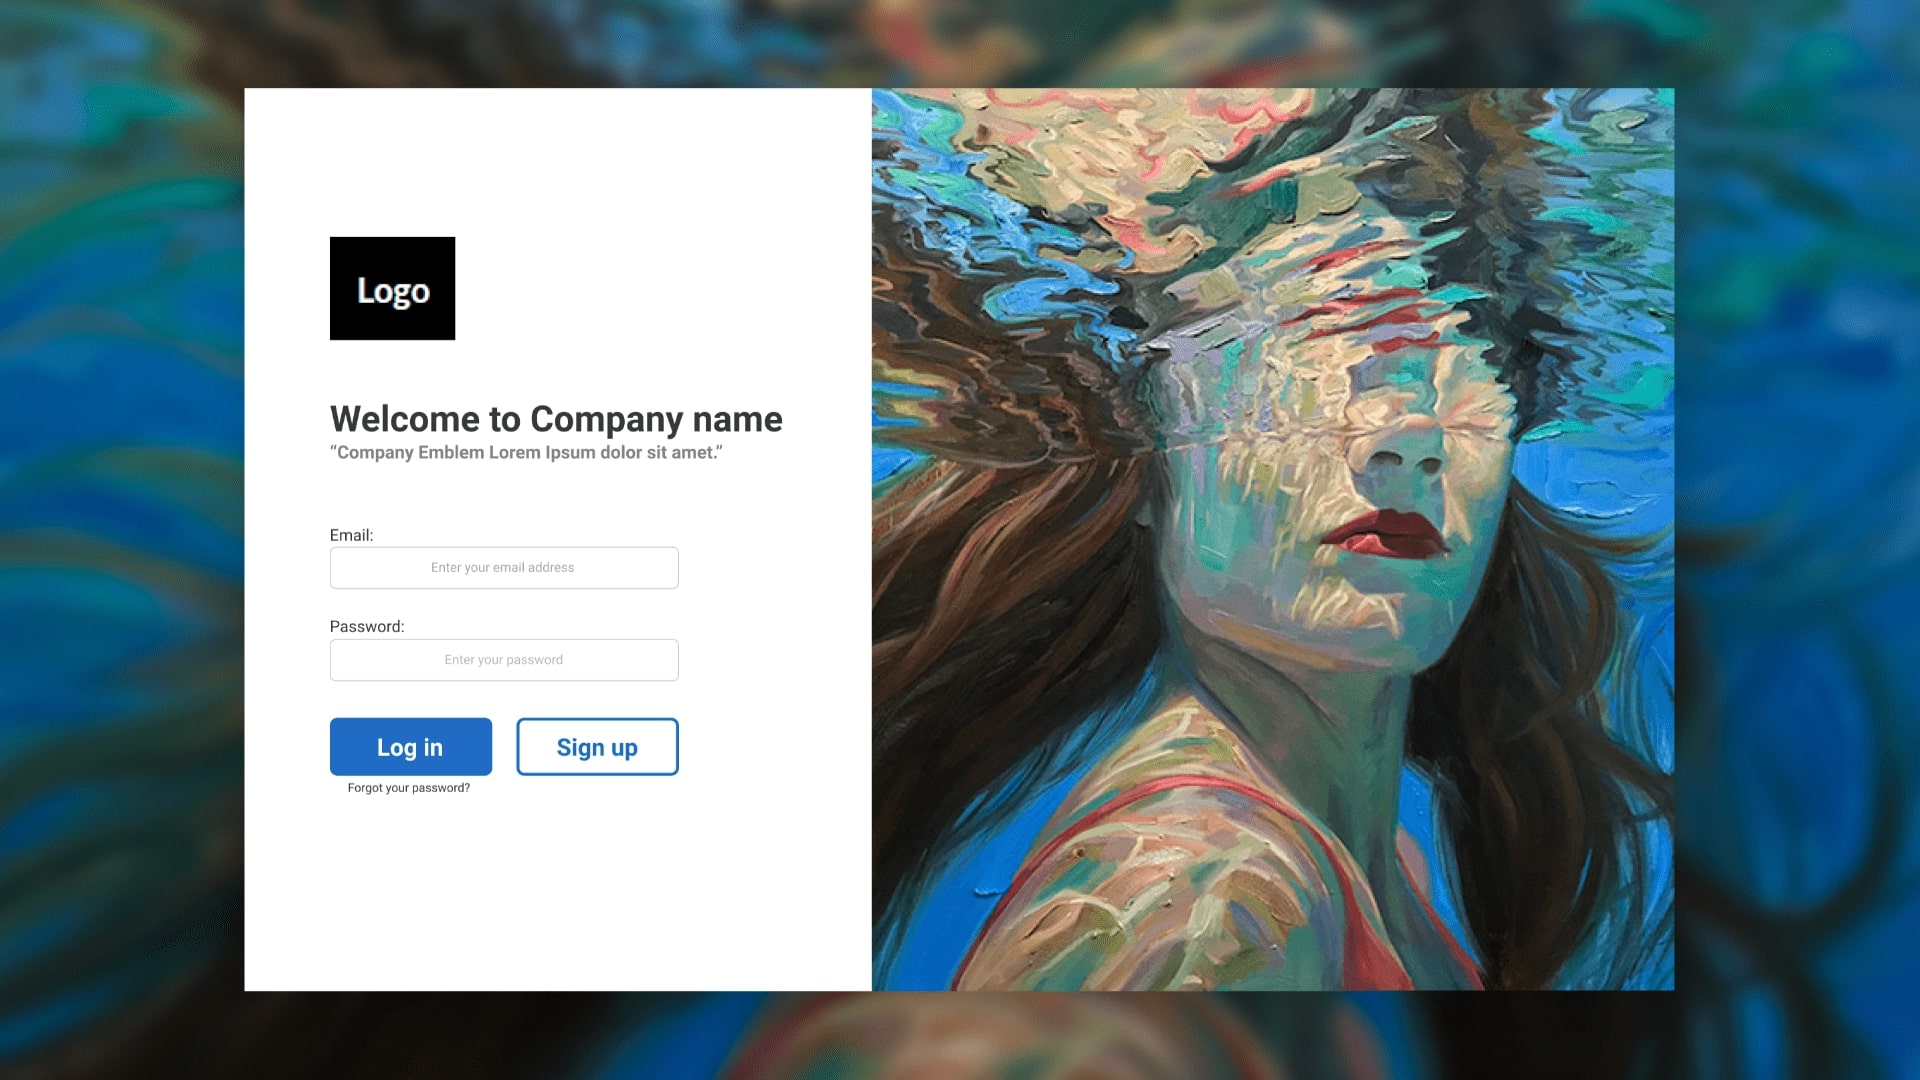 Logo
Welcome to Company name
“Company Emblem Lorem Ipsum dolor sit amet.”
Email:
Enter your email address
Password:
Enter your password
Log in
Sign up
Forgot your password?